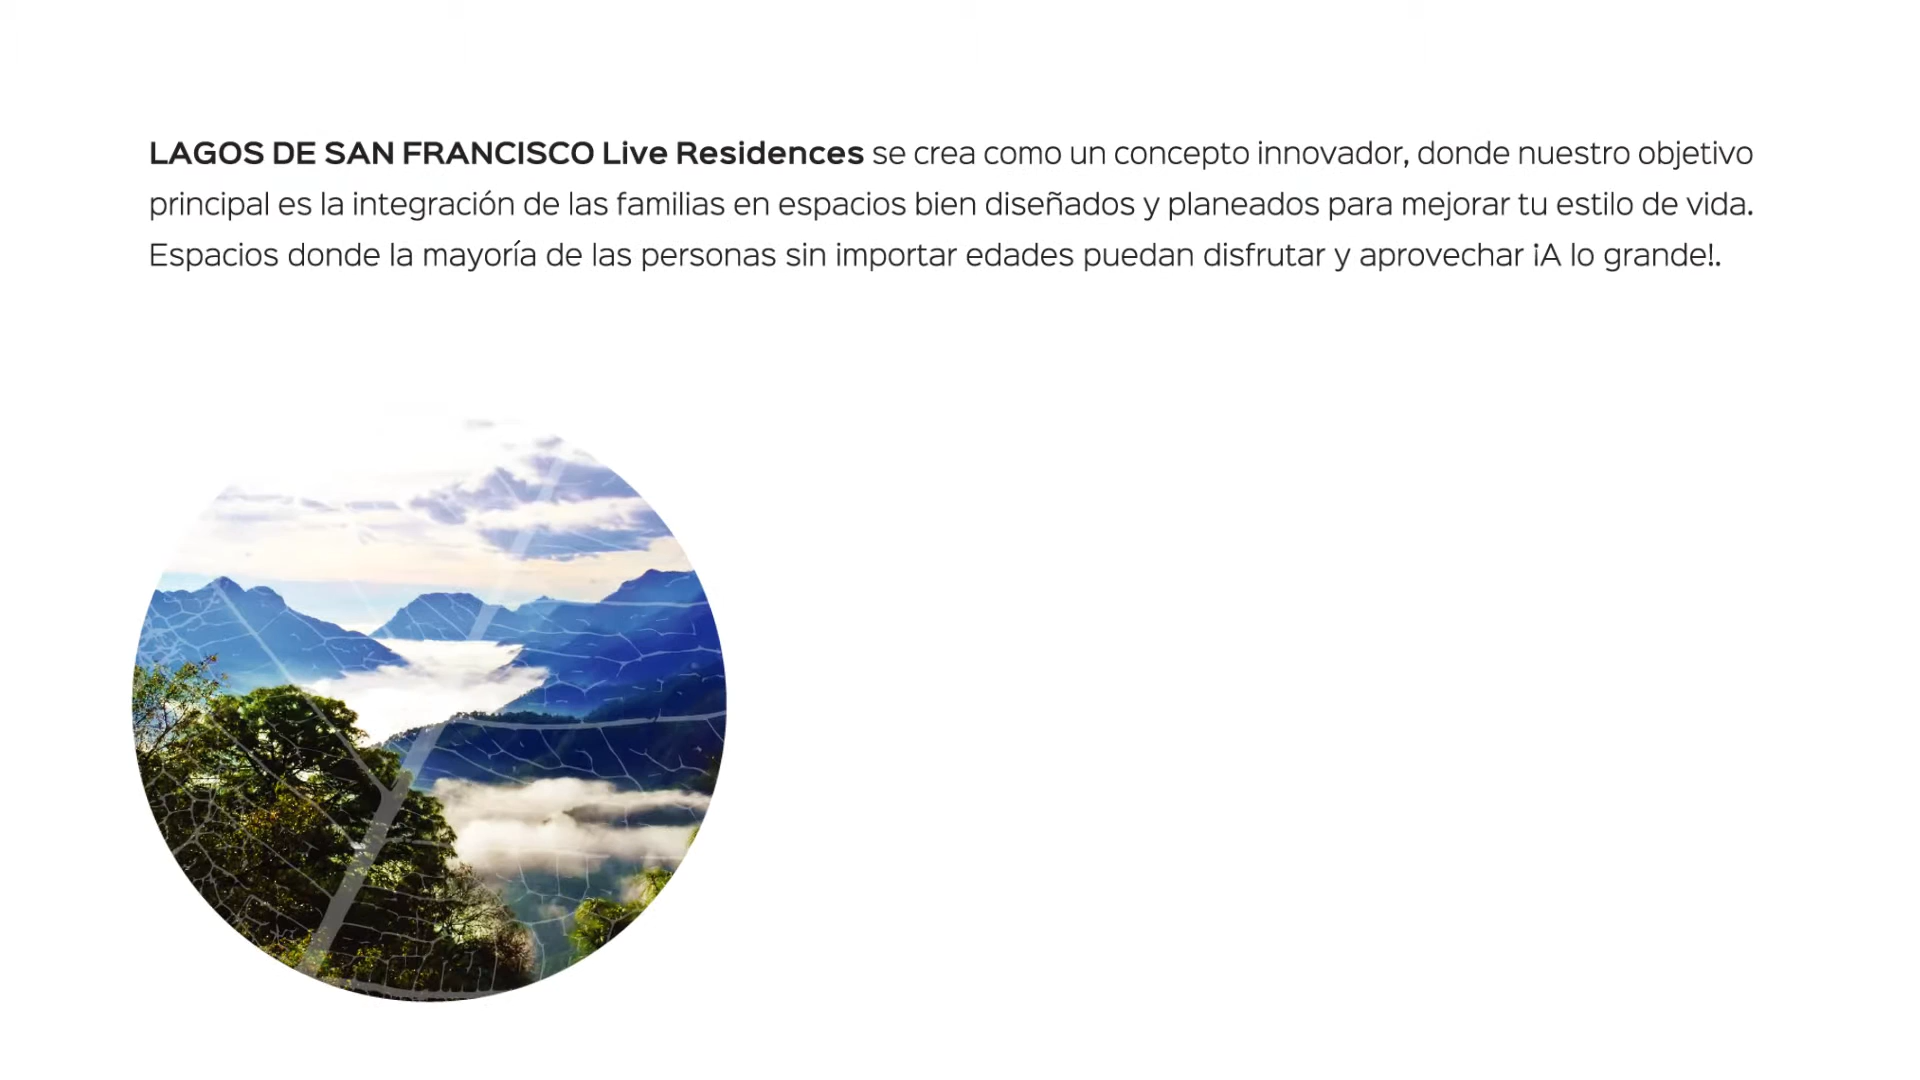 LAGOS DE SAN FRANCISCO Live Residences se crea como un concepto innovador, donde nuestro objetivo
principal es la integración de las familias en espacios bien diseñados y planeados para mejorar tu estilo de vida.
Espacios donde la mayoría de las personas sin importar edades puedan disfrutar y aprovechar ¡A lo grande!.